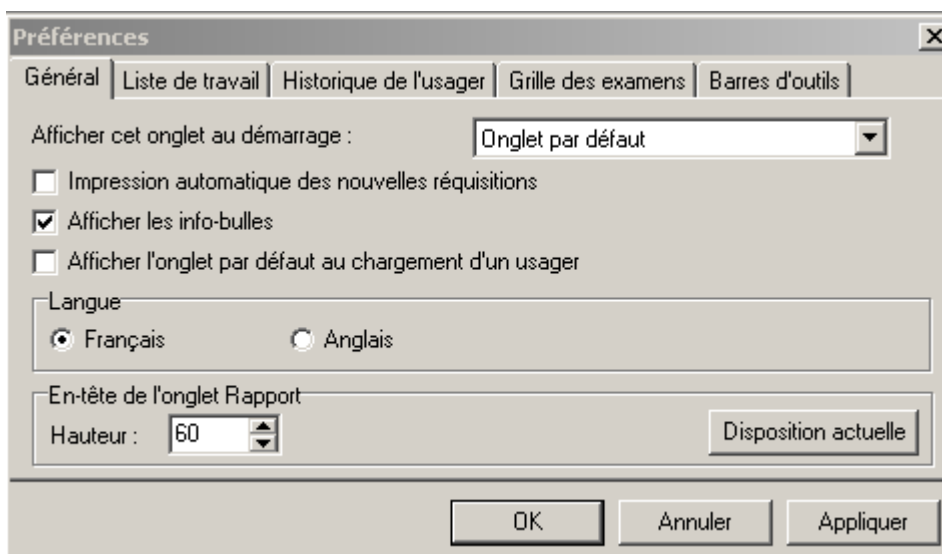 Préférences
Général Liste de travail Historique de l'usager Grille des examens Barres d'outils
Afficher cet onglet au démarrage : Onglet par défaut
Impression automatique des nouvelles réquisitions
Afficher les info-bulles
Afficher l'onglet par défaut au chargement d'un usager
Langue
Français Anglais
En-tête de l'onglet Rapport
Hauteur : 60 Disposition actuelle
OK Annuler Appliquer